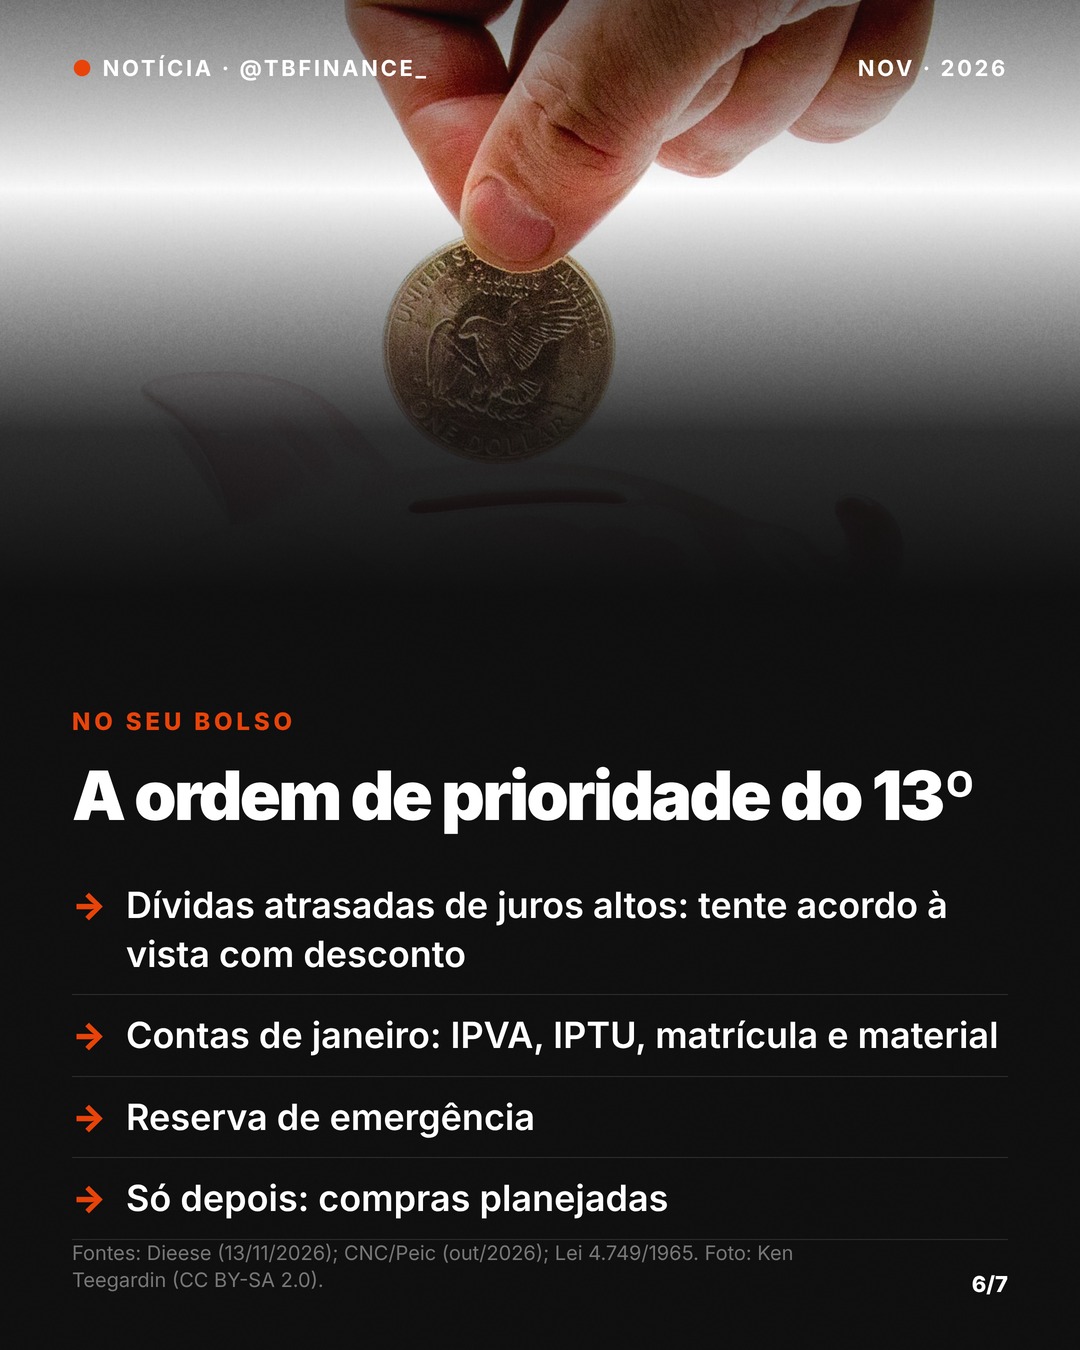 NOTÍCIA · @TBFINANCE_
NOV · 2026
UNITED STATES OF AMERICA
E PLURIBUS UNUM
ONE DOLLAR
NO SEU BOLSO
A ordem de prioridade do 13º
→ Dívidas atrasadas de juros altos: tente acordo à
vista com desconto
→ Contas de janeiro: IPVA, IPTU, matrícula e material
→ Reserva de emergência
→ Só depois: compras planejadas
Fontes: Dieese (13/11/2026); CNC/Peic (out/2026); Lei 4.749/1965. Foto: Ken
Teegardin (CC BY-SA 2.0).
6/7